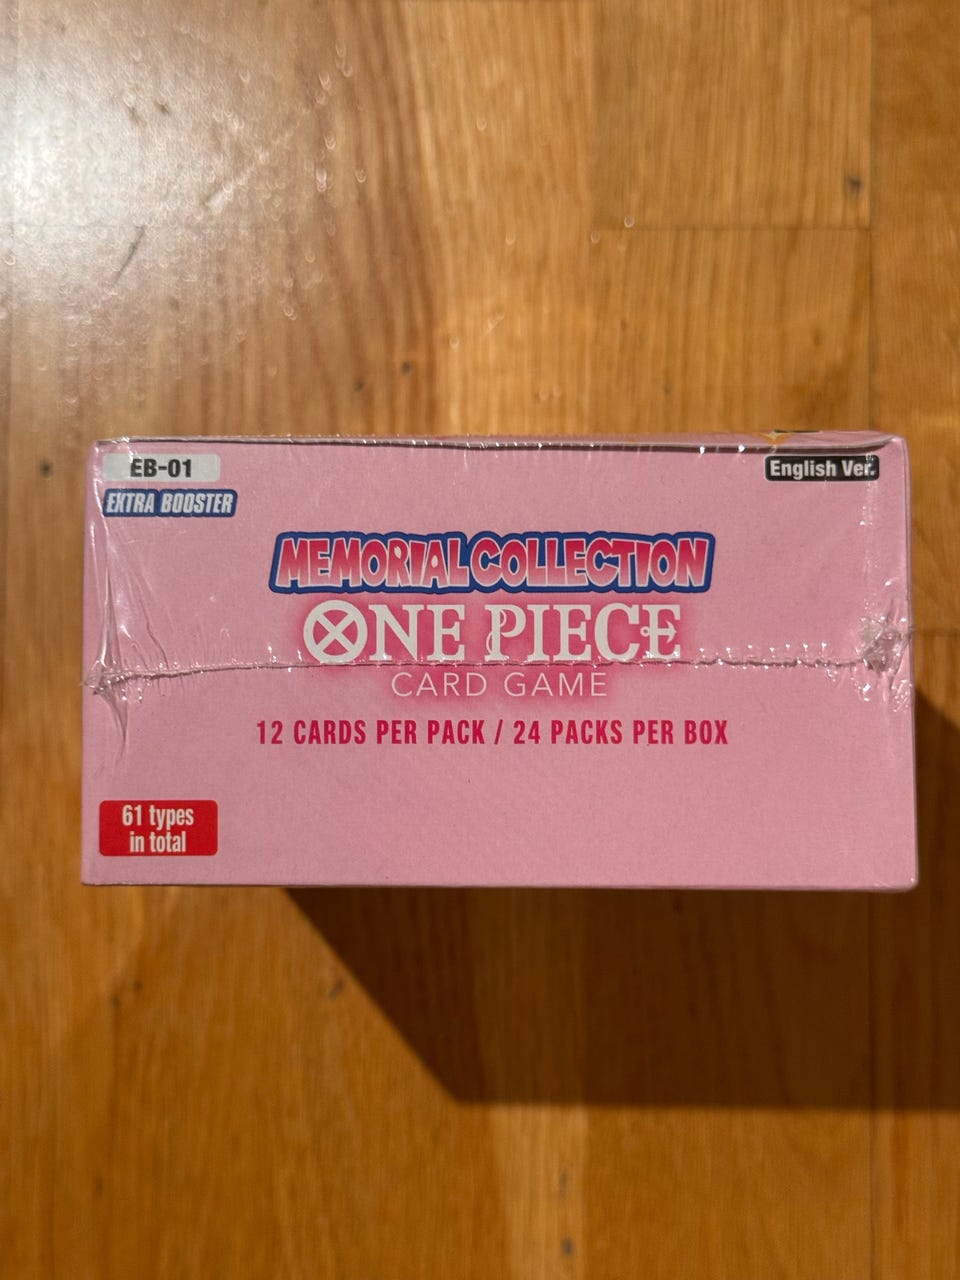 EB-01
English Ver.
EXTRA BOOSTER
MEMORIAL COLLECTION
ONE PIECE
CARD GAME
12 CARDS PER PACK / 24 PACKS PER BOX
61 types
in total